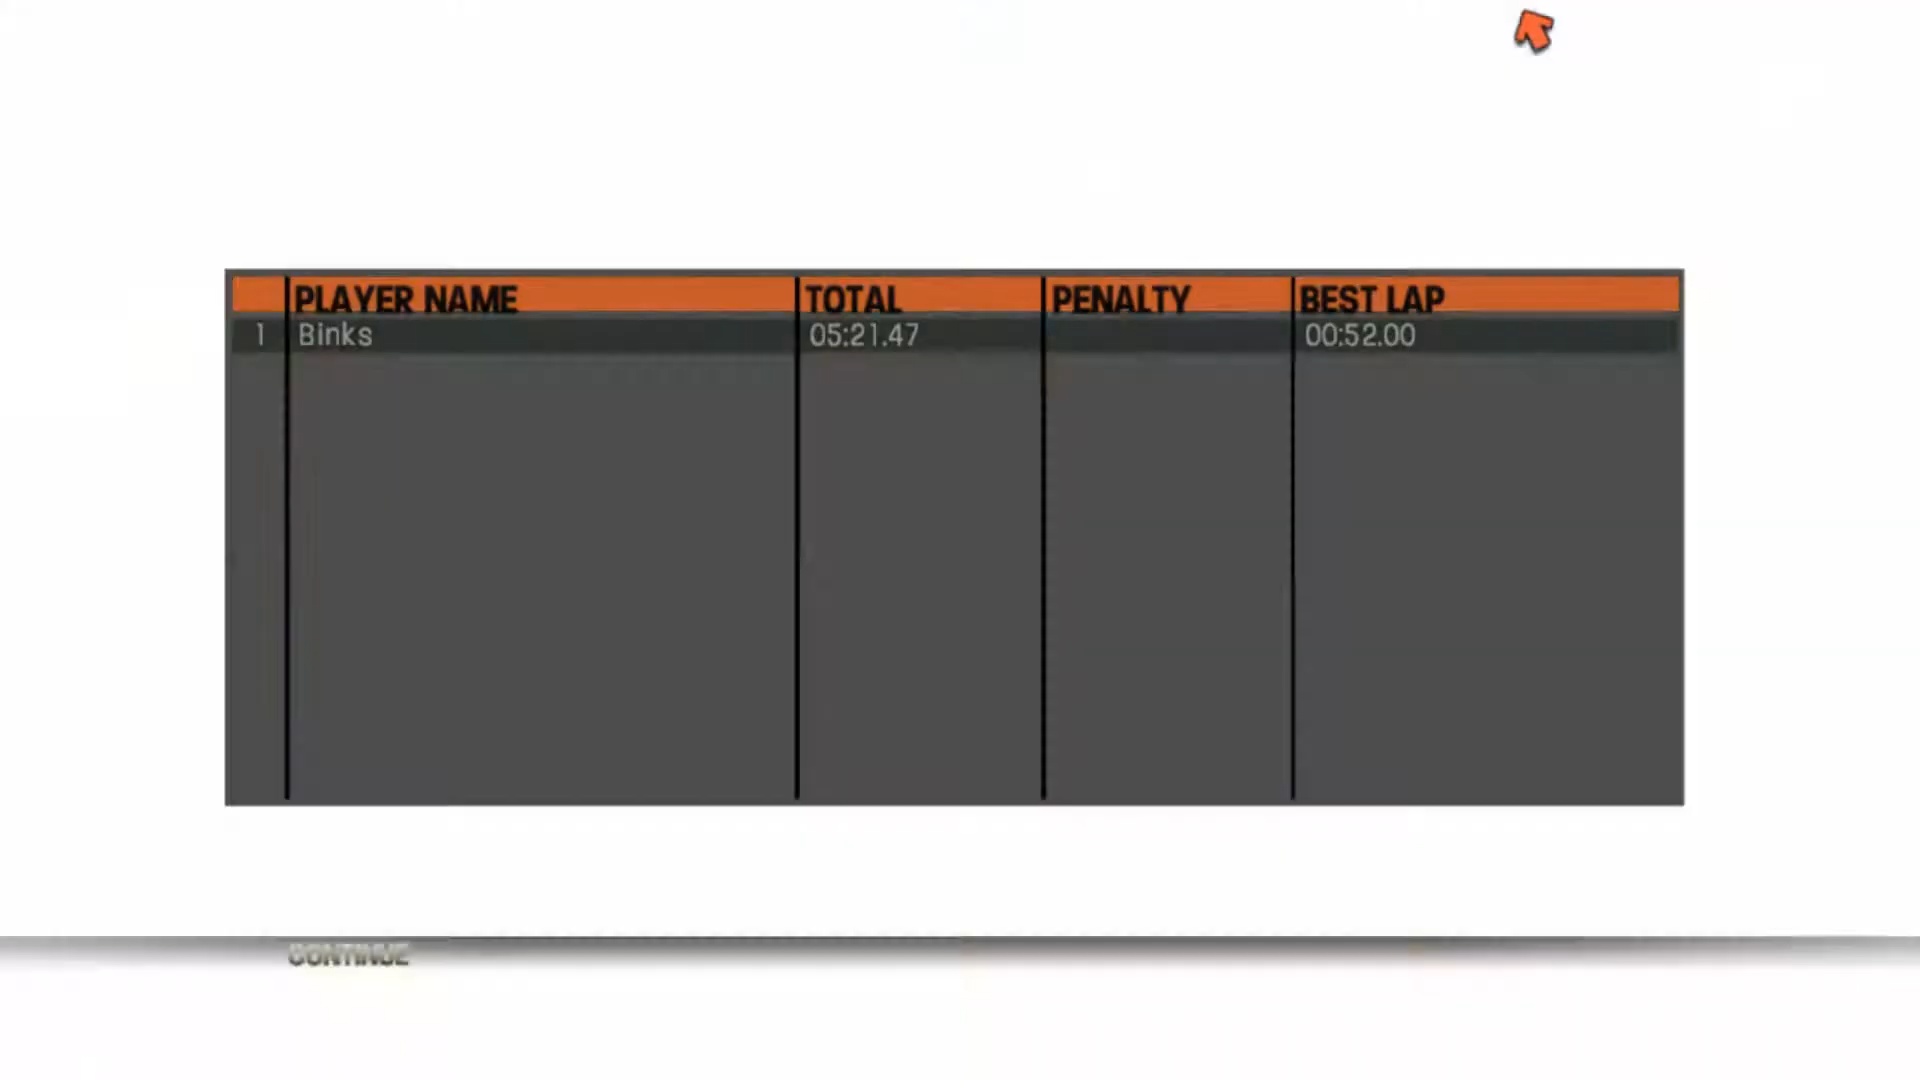 PLAYER NAME TOTAL PENALTY BEST LAP
1 Binks 05:21.47 00:52.00
CONTINUE